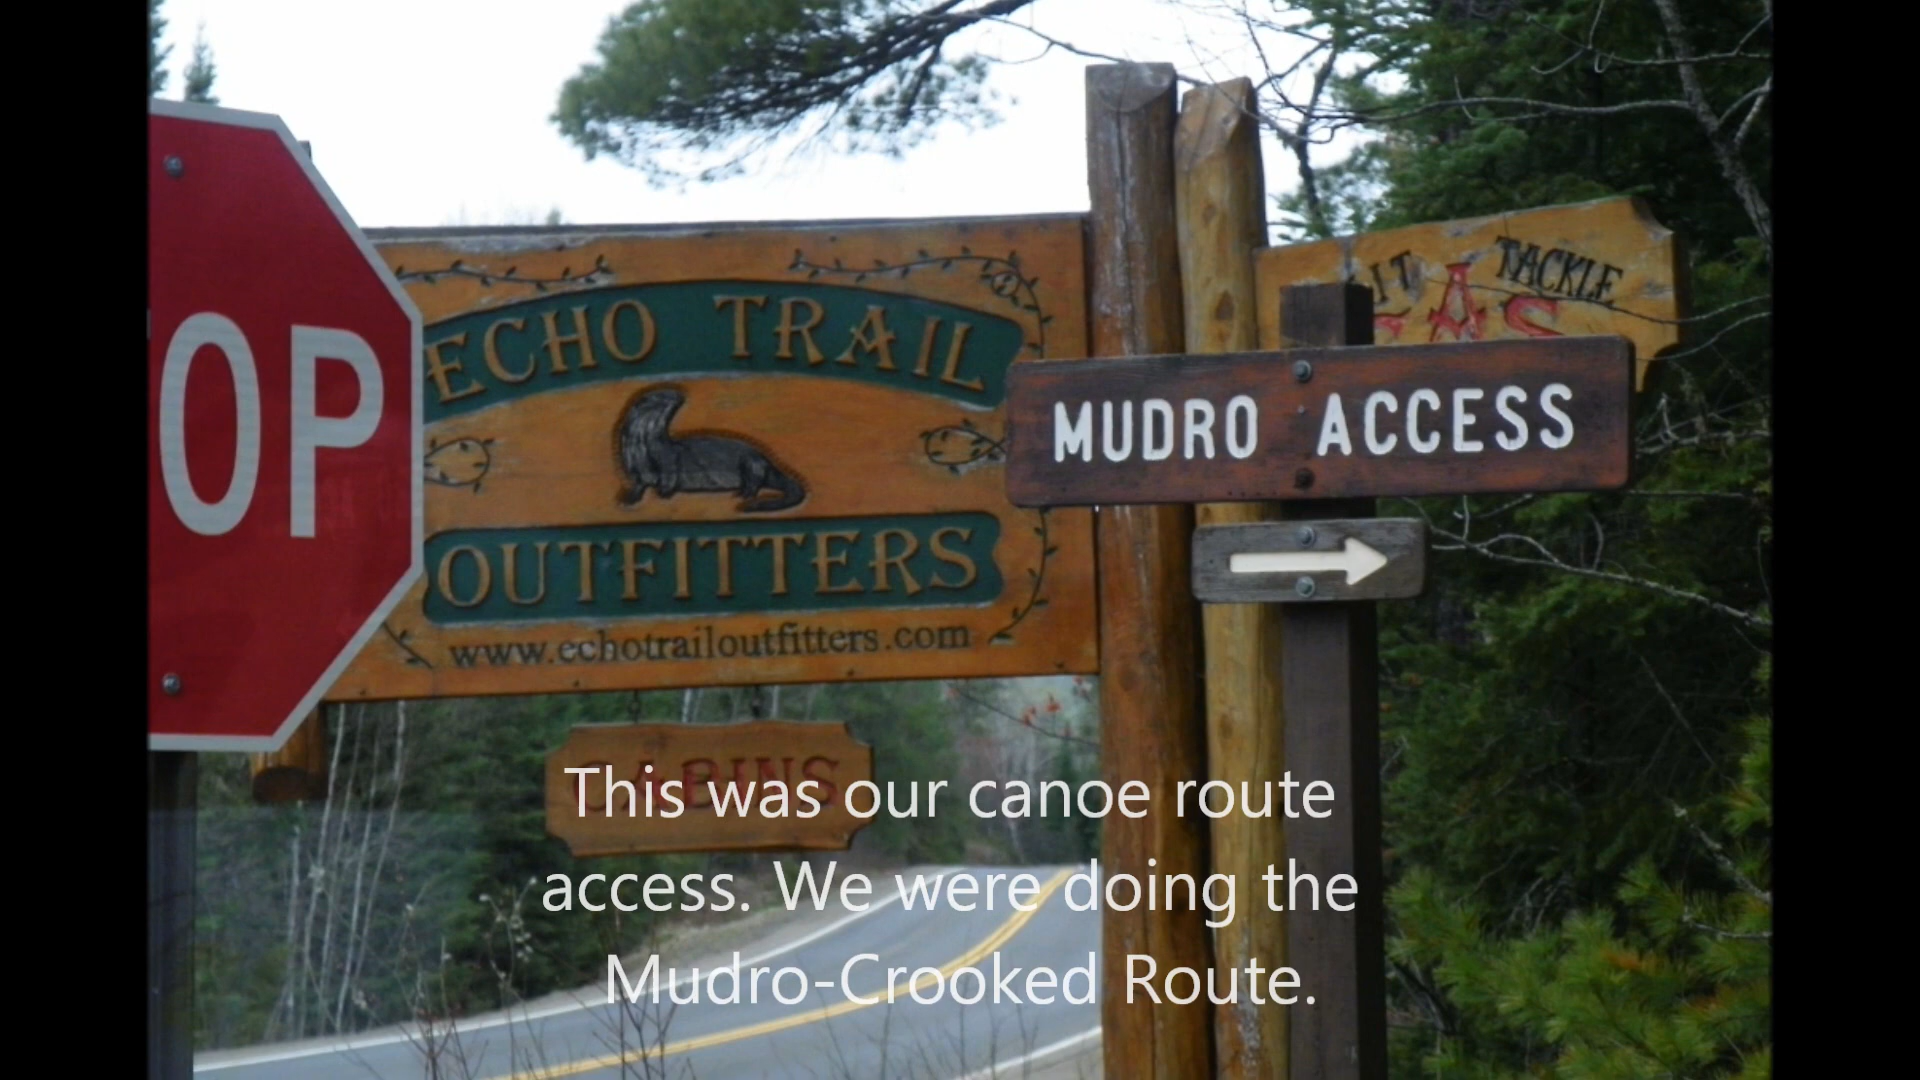 OP
ECHO TRAIL
OUTFITTERS
www.echotrailoutfitters.com
CABINS
TACKLE
MUDRO ACCESS
This was our canoe route
access. We were doing the
Mudro-Crooked Route.